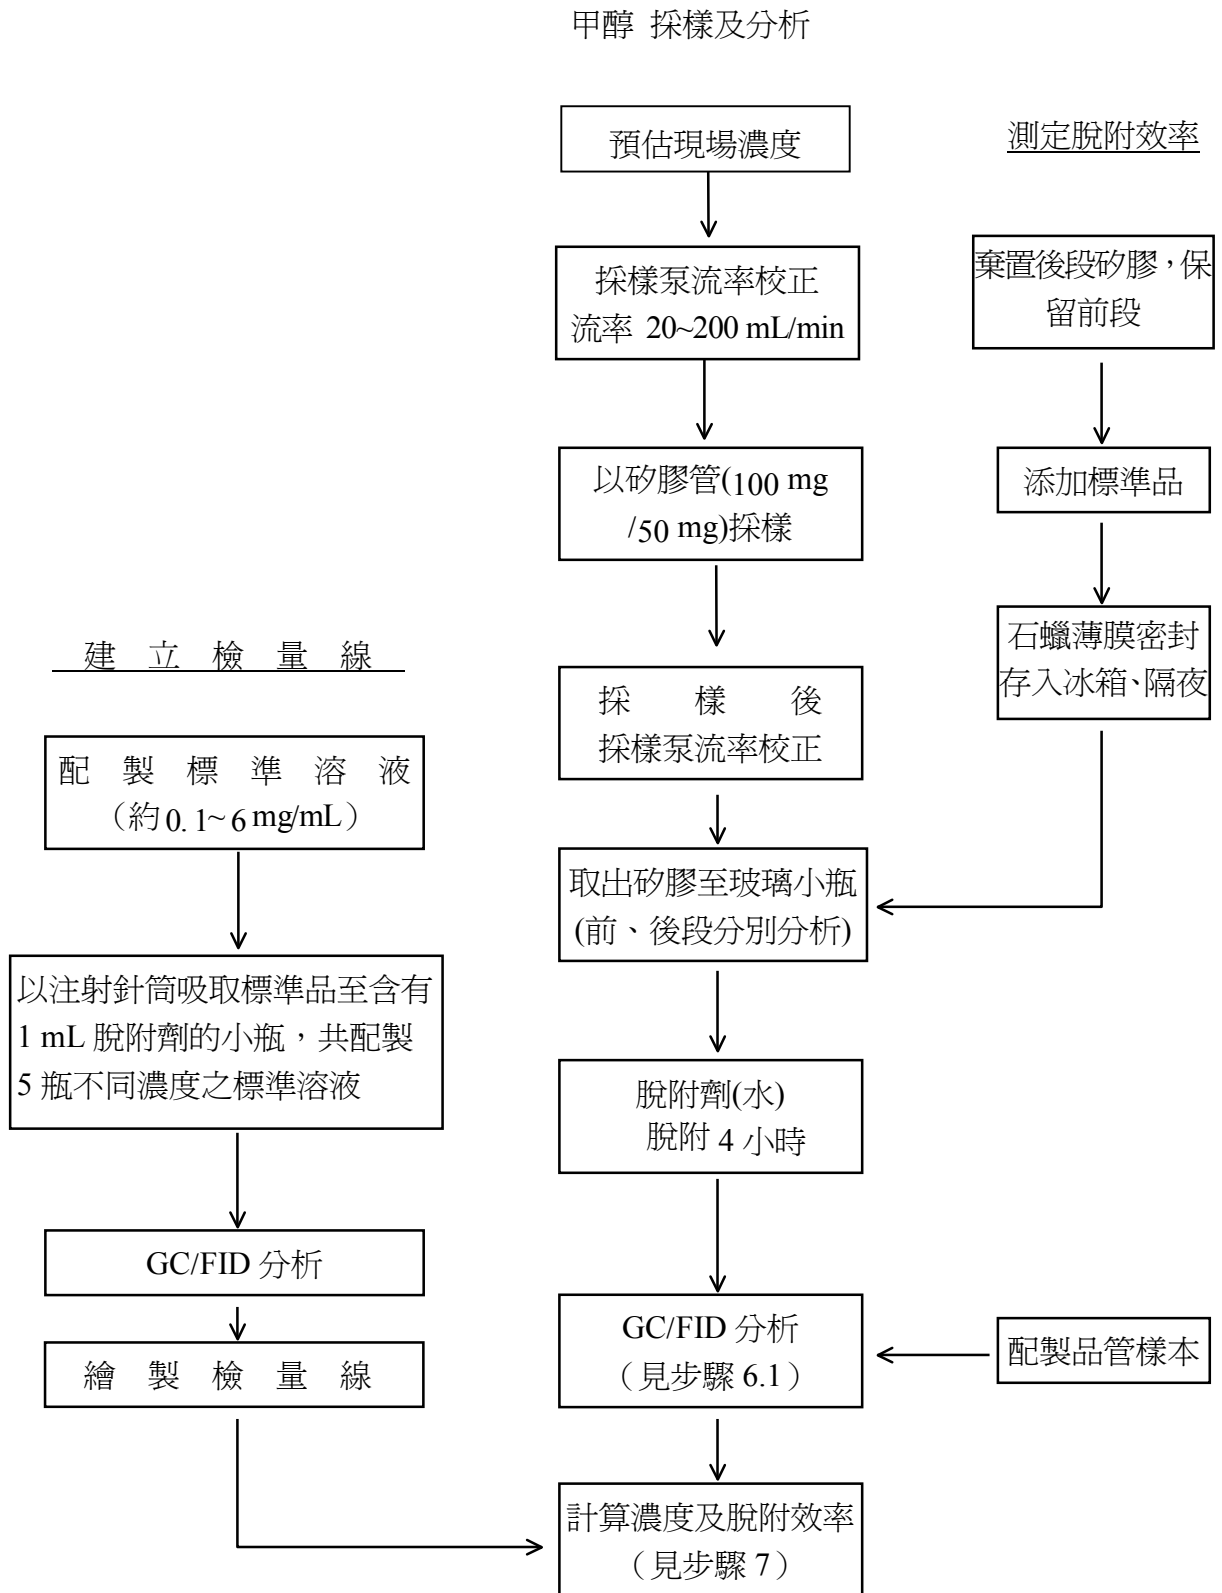 甲醇 採樣及分析
預估現場濃度
採樣泵流率校正
流率 20~200 mL/min
以矽膠管(100 mg
/50 mg)採樣
採樣後
採樣泵流率校正
取出矽膠至玻璃小瓶
(前、後段分別分析)
脫附劑(水)
脫附 4 小時
GC/FID 分析
（見步驟 6.1）
計算濃度及脫附效率
（見步驟 7）
測定脫附效率
棄置後段矽膠，保
留前段
添加標準品
石蠟薄膜密封
存入冰箱、隔夜
配製品管樣本
建立檢量線
配製標準溶液
（約 0.1~6 mg/mL）
以注射針筒吸取標準品至含有
1 mL 脫附劑的小瓶，共配製
5 瓶不同濃度之標準溶液
GC/FID 分析
繪製檢量線